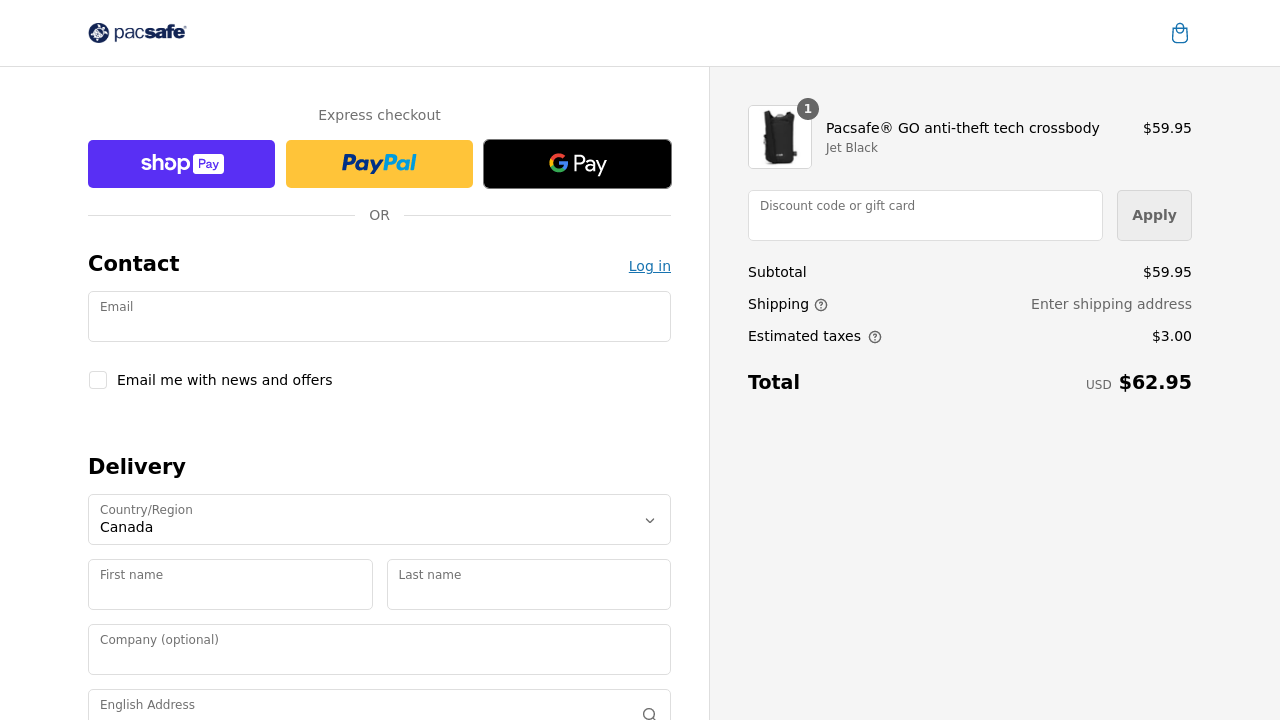 pacsafe
Express checkout
shop Pay
PayPal
G Pay
OR
Contact
Log in
Email
Email me with news and offers
Delivery
Country/Region
Canada
First name
Last name
Company (optional)
English Address
1
Pacsafe® GO anti-theft tech crossbody
$59.95
Jet Black
Discount code or gift card
Apply
Subtotal
$59.95
Shipping
Enter shipping address
Estimated taxes
$3.00
Total
USD $62.95